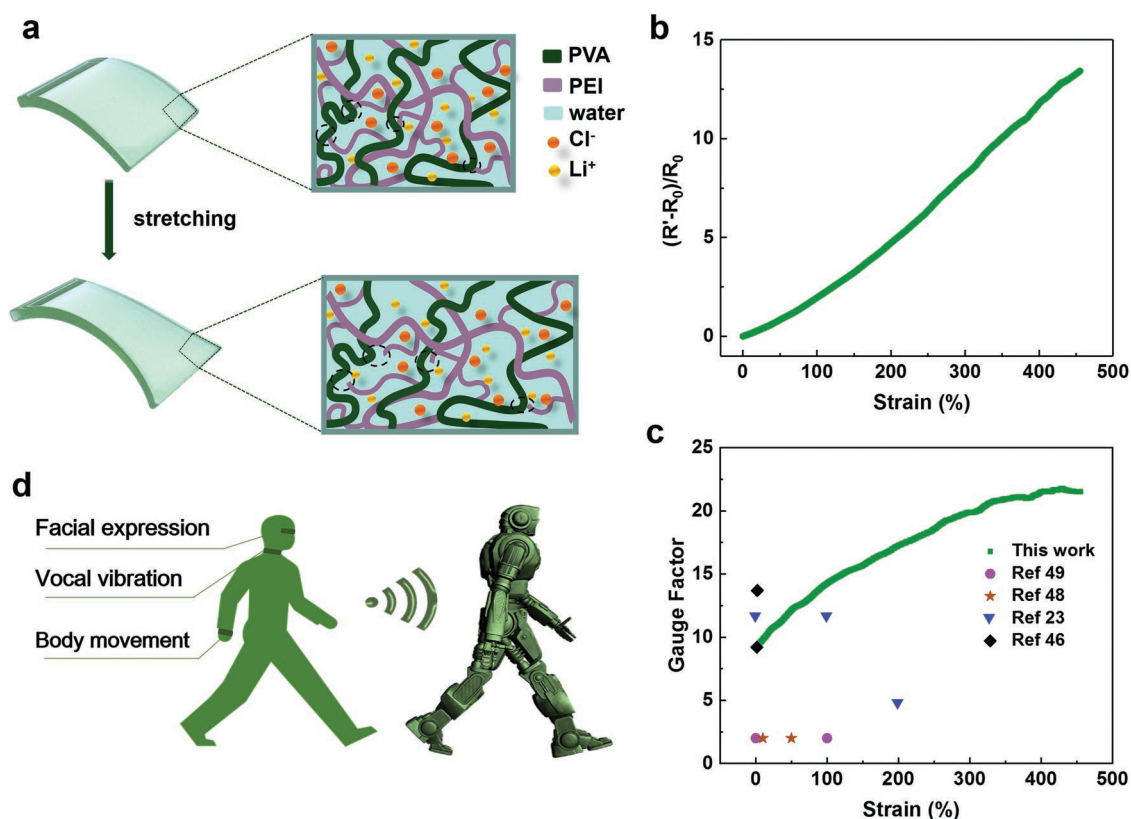 a
PVA
PEI
water
Cl⁻
Li⁺
stretching
b
15
10
5
0
(R'-R₀)/R₀
0
100
200
300
400
500
Strain (%)
c
25
20
15
10
5
0
Gauge Factor
This work
Ref 49
Ref 48
Ref 23
Ref 46
0
100
200
300
400
500
Strain (%)
d
Facial expression
Vocal vibration
Body movement